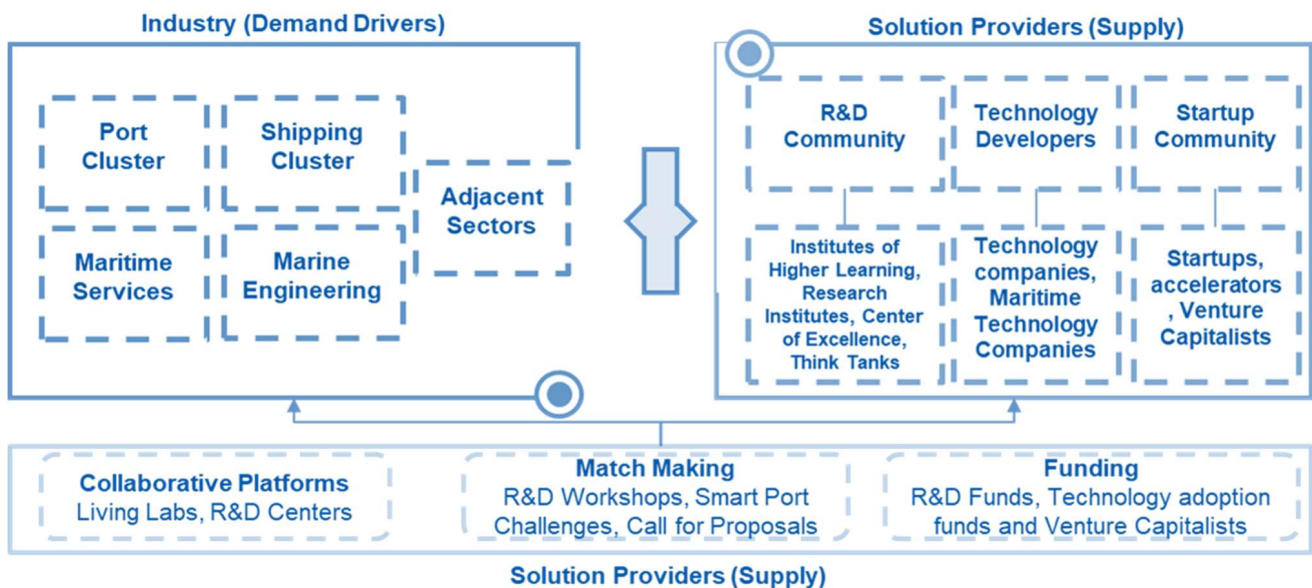 Industry (Demand Drivers)
Port
Cluster
Shipping
Cluster
Maritime
Services
Marine
Engineering
Adjacent
Sectors
Solution Providers (Supply)
R&D
Community
Technology
Developers
Startup
Community
Institutes of
Higher Learning,
Research
Institutes, Center
of Excellence,
Think Tanks
Technology
companies,
Maritime
Technology
Companies
Startups,
accelerators
, Venture
Capitalists
Collaborative Platforms
Living Labs, R&D Centers
Match Making
R&D Workshops, Smart Port
Challenges, Call for Proposals
Funding
R&D Funds, Technology adoption
funds and Venture Capitalists
Solution Providers (Supply)